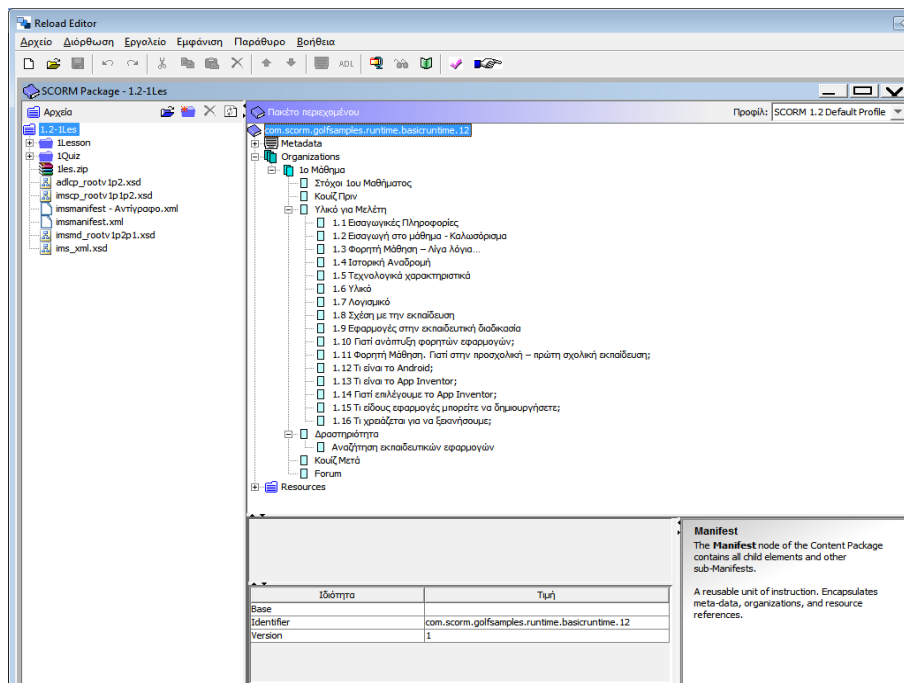 Reload Editor
Αρχείο Διόρθωση Εργαλείο Εμφάνιση Παράθυρο Βοήθεια
ADL
SCORM Package - 1.2-1Les
Αρχεία
1.2-1Les
1Lesson
1Quiz
1les.zip
adlcp_rootv1p2.xsd
imscp_rootv1p1p2.xsd
imsmanifest - Αντίγραφο.xml
imsmanifest.xml
imsmd_rootv1p2p1.xsd
ims_xml.xsd
Πακέτο περιεχομένου
Προφίλ: SCORM 1.2 Default Profile
com.scorm.golfsamples.runtime.basicruntime.12
Metadata
Organizations
1ο Μάθημα
Στόχοι 1ου Μαθήματος
Κουίζ Πριν
Υλικό για Μελέτη
1.1 Εισαγωγικές Πληροφορίες
1.2 Εισαγωγή στο μάθημα - Καλωσόρισμα
1.3 Φορητή Μάθηση – Λίγα λόγια...
1.4 Ιστορική Αναδρομή
1.5 Τεχνολογικά χαρακτηριστικά
1.6 Υλικό
1.7 Λογισμικό
1.8 Σχέση με την εκπαίδευση
1.9 Εφαρμογές στην εκπαιδευτική διαδικασία
1.10 Γιατί ανάπτυξη φορητών εφαρμογών;
1.11 Φορητή Μάθηση. Γιατί στην προσχολική – πρώτη σχολική εκπαίδευση;
1.12 Τι είναι το Android;
1.13 Τι είναι το App Inventor;
1.14 Γιατί επιλέγουμε το App Inventor;
1.15 Τι είδους εφαρμογές μπορείτε να δημιουργήσετε;
1.16 Τι χρειάζεται για να ξεκινήσουμε;
Δραστηριότητα
Αναζήτηση εκπαιδευτικών εφαρμογών
Κουίζ Μετά
Forum
Resources
Ιδιότητα Τιμή
Base
Identifier com.scorm.golfsamples.runtime.basicruntime.12
Version 1
Manifest
The Manifest node of the Content Package
contains all child elements and other
sub-Manifests.
A reusable unit of instruction. Encapsulates
meta-data, organizations, and resource
references.